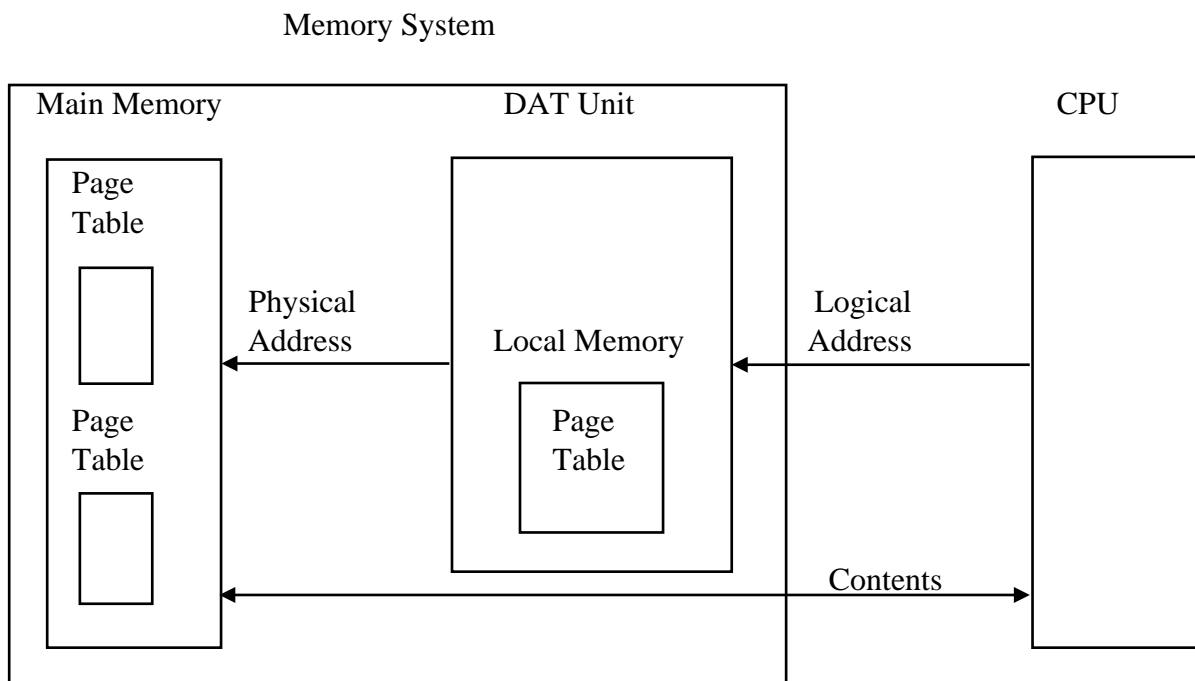 Memory System
Main Memory
DAT Unit
CPU
Page
Table
Physical
Address
Logical
Address
Local Memory
Page
Table
Page
Table
Contents